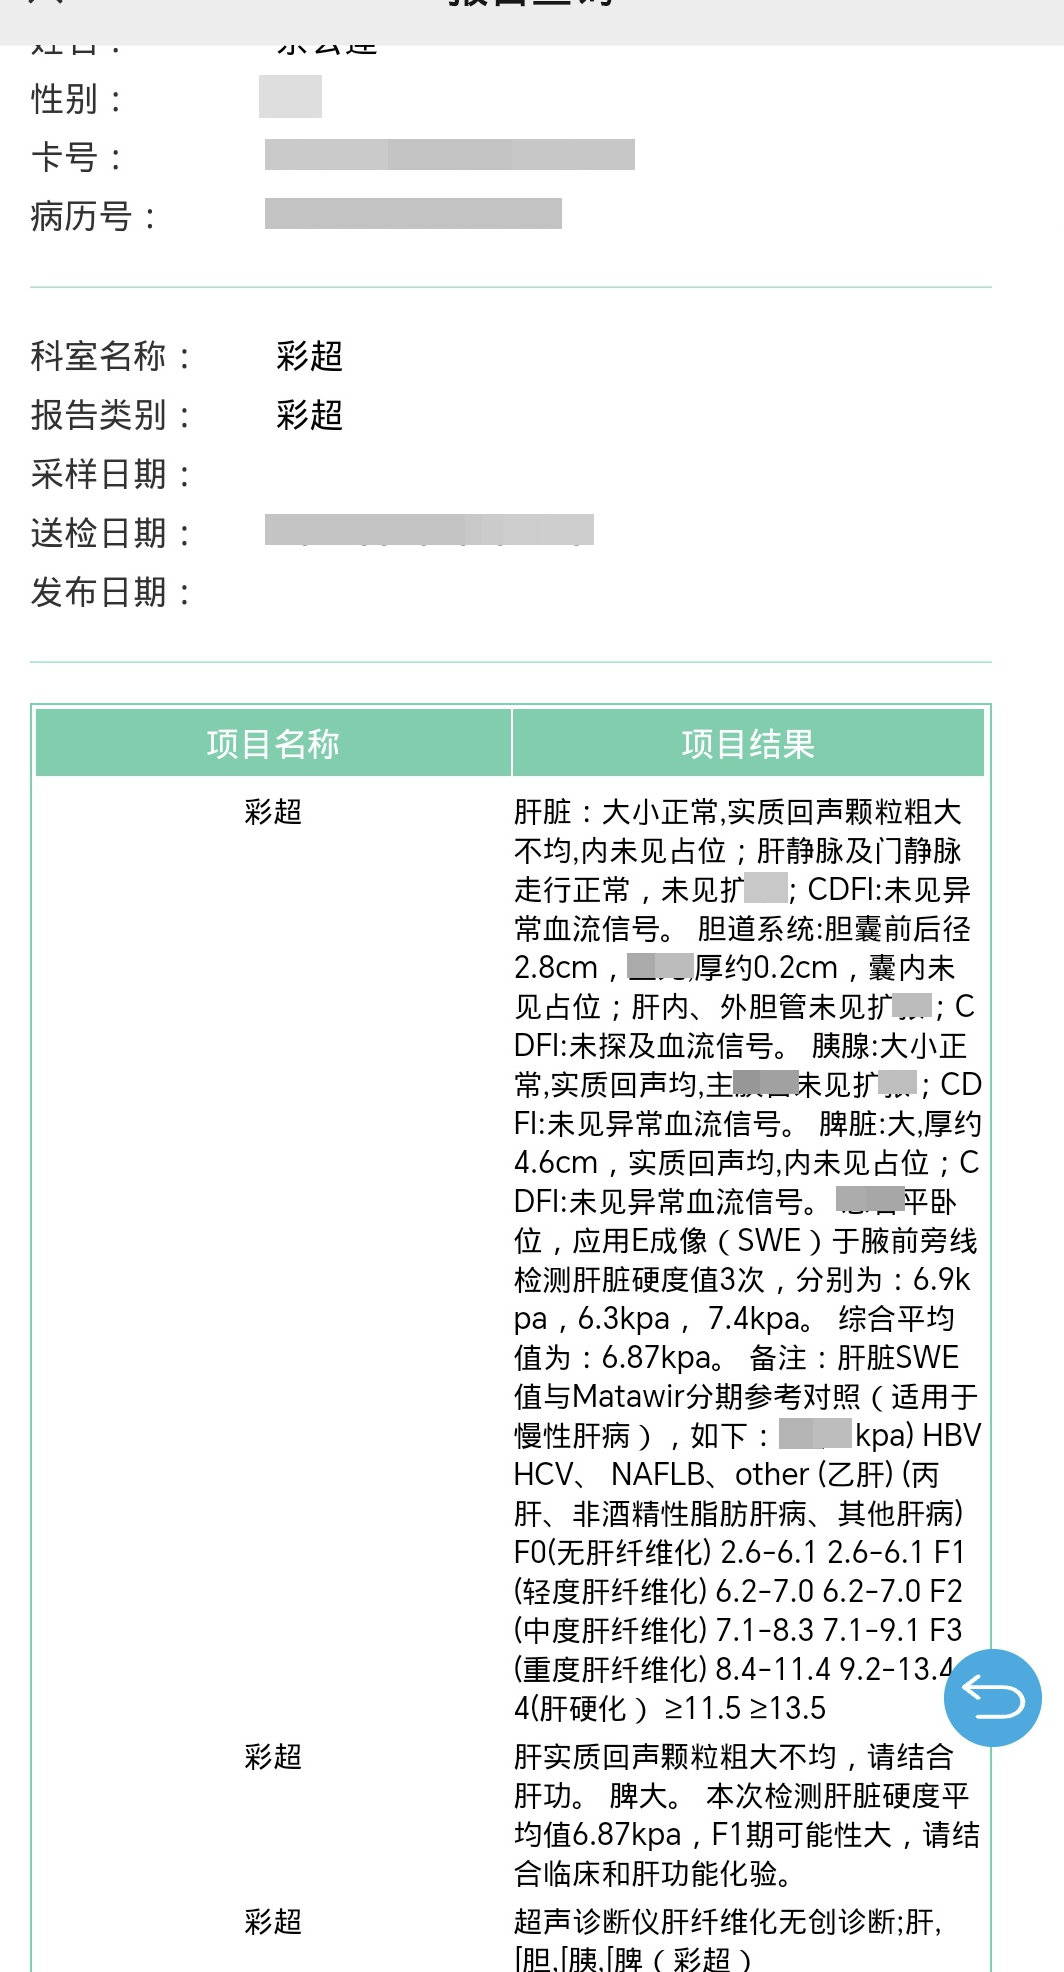 性别：
卡号：
病历号：
科室名称： 彩超
报告类别： 彩超
采样日期：
送检日期：
发布日期：
项目名称 项目结果
彩超 肝脏：大小正常,实质回声颗粒粗大
不均,内未见占位；肝静脉及门静脉
走行正常，未见扩 ；CDFI:未见异
常血流信号。 胆道系统:胆囊前后径
2.8cm， 厚约0.2cm，囊内未
见占位；肝内、外胆管未见扩 ；C
DFI:未探及血流信号。 胰腺:大小正
常,实质回声均,主 未见扩 ；CD
FI:未见异常血流信号。 脾脏:大,厚约
4.6cm，实质回声均,内未见占位；C
DFI:未见异常血流信号。 平卧
位，应用E成像（SWE）于腋前旁线
检测肝脏硬度值3次，分别为：6.9k
pa，6.3kpa， 7.4kpa。 综合平均
值为：6.87kpa。 备注：肝脏SWE
值与Matawir分期参考对照（适用于
慢性肝病），如下： kpa) HBV
HCV、 NAFLB、other (乙肝) (丙
肝、非酒精性脂肪肝病、其他肝病)
F0(无肝纤维化) 2.6-6.1 2.6-6.1 F1
(轻度肝纤维化) 6.2-7.0 6.2-7.0 F2
(中度肝纤维化) 7.1-8.3 7.1-9.1 F3
(重度肝纤维化) 8.4-11.4 9.2-13.4
4(肝硬化） ≥11.5 ≥13.5
彩超 肝实质回声颗粒粗大不均，请结合
肝功。 脾大。 本次检测肝脏硬度平
均值6.87kpa，F1期可能性大，请结
合临床和肝功能化验。
彩超 超声诊断仪肝纤维化无创诊断;肝,
[胆,[胰,[脾（彩超）